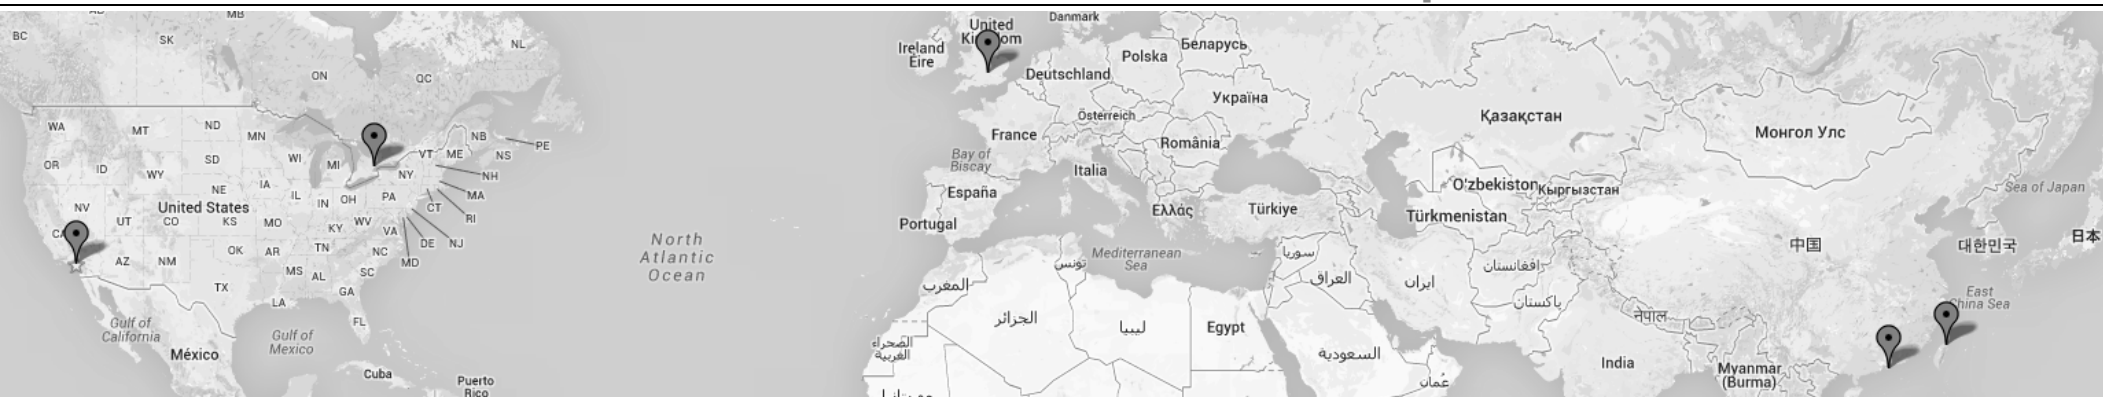 BC
SK
MB
ON
QC
NL
WA
MT
ND
MN
OR
ID
WY
SD
WI
MI
VT
ME
NB
NS
PE
NH
NY
MA
NV
UT
CO
NE
IA
IL
IN
OH
PA
CT
RI
United States
KS
MO
KY
WV
VA
DE
NJ
MD
CA
AZ
NM
OK
AR
TN
NC
SC
MS
AL
GA
TX
LA
FL
Gulf of
California
Gulf of
Mexico
México
Cuba
Puerto
Rico
North
Atlantic
Ocean
United
Ireland
Éire
Danmark
Polska
Беларусь
Deutschland
Україна
Österreich
France
România
Bay of
Biscay
Italia
España
Portugal
Ελλάς
Türkiye
Mediterranean
Sea
تونس
المغرب
الجزائر
ليبيا
Egypt
الصحراء
الغربية
سوريا
العراق
ایران
السعودية
عُمان
Қазақстан
Монгол Улс
O'zbekiston
Кыргызстан
Türkmenistan
افغانستان
پاکستان
नेपाल
India
Myanmar
(Burma)
中国
대한민국
日本
Sea of Japan
East
China Sea